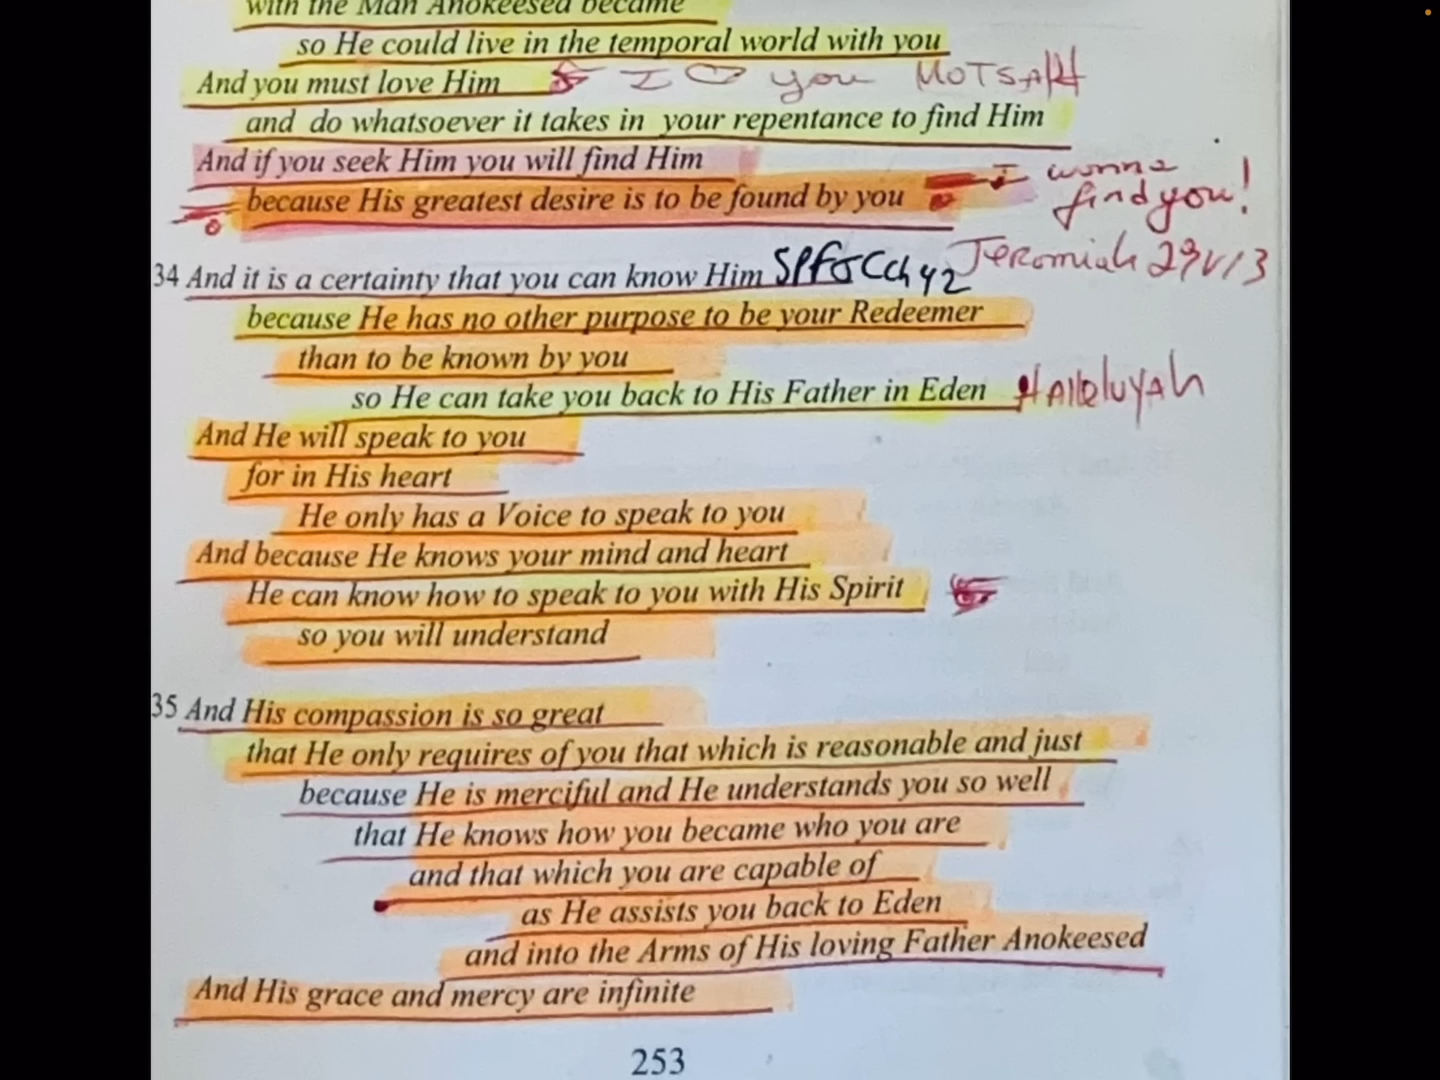 with the Man Anokeesed became
so He could live in the temporal world with you
And you must love Him I ♡ you MOTSAH
and do whatsoever it takes in your repentance to find Him
And if you seek Him you will find Him
because His greatest desire is to be found by you I wonna find you!
34 And it is a certainty that you can know Him Jeremiah 29v13
because He has no other purpose to be your Redeemer
than to be known by you
so He can take you back to His Father in Eden HAlleluyAh
And He will speak to you
for in His heart
He only has a Voice to speak to you
And because He knows your mind and heart
He can know how to speak to you with His Spirit
so you will understand
35 And His compassion is so great
that He only requires of you that which is reasonable and just
because He is merciful and He understands you so well
that He knows how you became who you are
and that which you are capable of
as He assists you back to Eden
and into the Arms of His loving Father Anokeesed
And His grace and mercy are infinite
253